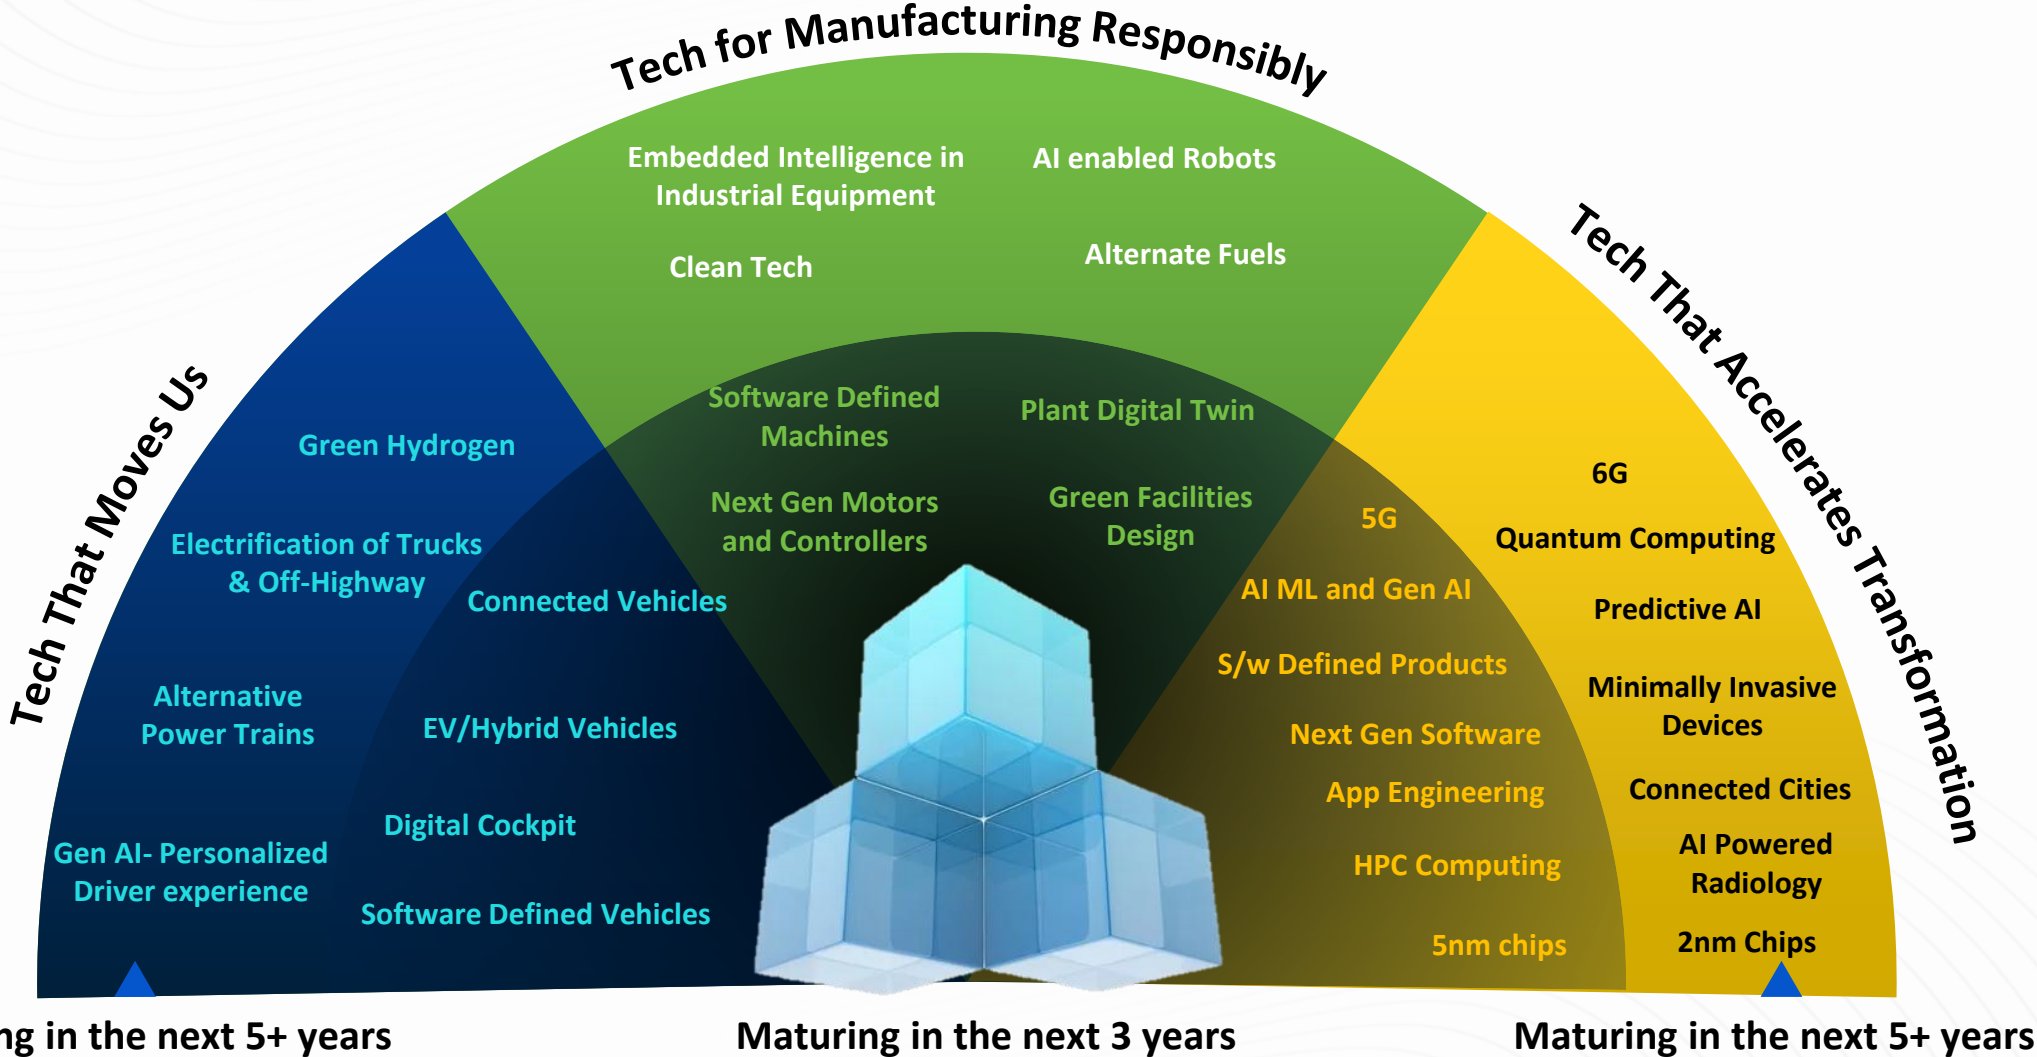 Tech for Manufacturing Responsibly
Embedded Intelligence in
Industrial Equipment
AI enabled Robots
Clean Tech
Alternate Fuels
Software Defined
Machines
Plant Digital Twin
Next Gen Motors
and Controllers
Green Facilities
Design
Tech That Moves Us
Green Hydrogen
Electrification of Trucks
& Off-Highway
Alternative
Power Trains
Gen AI- Personalized
Driver experience
Connected Vehicles
EV/Hybrid Vehicles
Digital Cockpit
Software Defined Vehicles
Tech That Accelerates Transformation
5G
AI ML and Gen AI
S/w Defined Products
Next Gen Software
App Engineering
HPC Computing
5nm chips
6G
Quantum Computing
Predictive AI
Minimally Invasive
Devices
Connected Cities
AI Powered
Radiology
2nm Chips
ng in the next 5+ years
Maturing in the next 3 years
Maturing in the next 5+ years